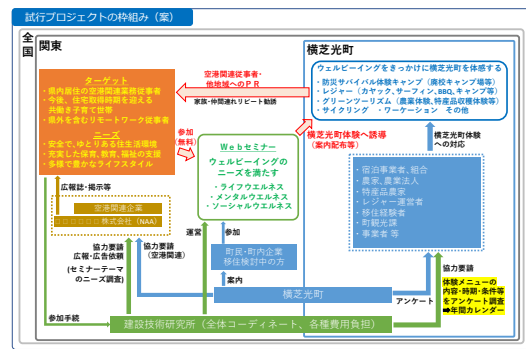 試行プロジェクトの枠組み（案）
全国
関東
横芝光町
ターゲット
・県内居住の空港関連業務従事者
・今後、住宅取得時期を迎える
共働き子育て世帯
・県外を含むリモートワーク従事者
ニーズ
・安全で、ゆとりある住生活環境
・充実した保育、教育、福祉の支援
・多様で豊かなライフスタイル
空港関連従事者・
他地域へのＰＲ
家族・仲間連れリピート勧誘
ウェルビーイングをきっかけに横芝光町を体感する
・防災サバイバル体験キャンプ（廃校キャンプ場等）
・レジャー（カヤック、サーフィン、BBQ、キャンプ等）
・グリーンツーリズム（農業体験、特産品収穫体験等）
・サイクリング ・ワーケーション その他
参加
（無料）
Ｗｅｂセミナー
ウェルビーイングの
ニーズを満たす
・ライフウエルネス
・メンタルウエルネス
・ソーシャルウエルネス
横芝光町体験へ誘導
（案内配布等）
横芝光町体験
への対応
・宿泊事業者、組合
・農家、農業法人
・特産品農家
・レジャー運営者
・移住経験者
・町観光課
・事業者 等
広報誌・掲示等
空港関連企業
株式会社（NAA）
協力要請
広報・広告依頼
(セミナーテーマ
のニーズ調査)
協力要請
（空港関連）
運営
参加
町民・町内企業
移住検討中の方
案内
横芝光町
アンケート
協力要請
体験メニューの
内容・時期・条件等
をアンケート調査
➡年間カレンダー
参加手続
建設技術研究所（全体コーディネート、各種費用負担）